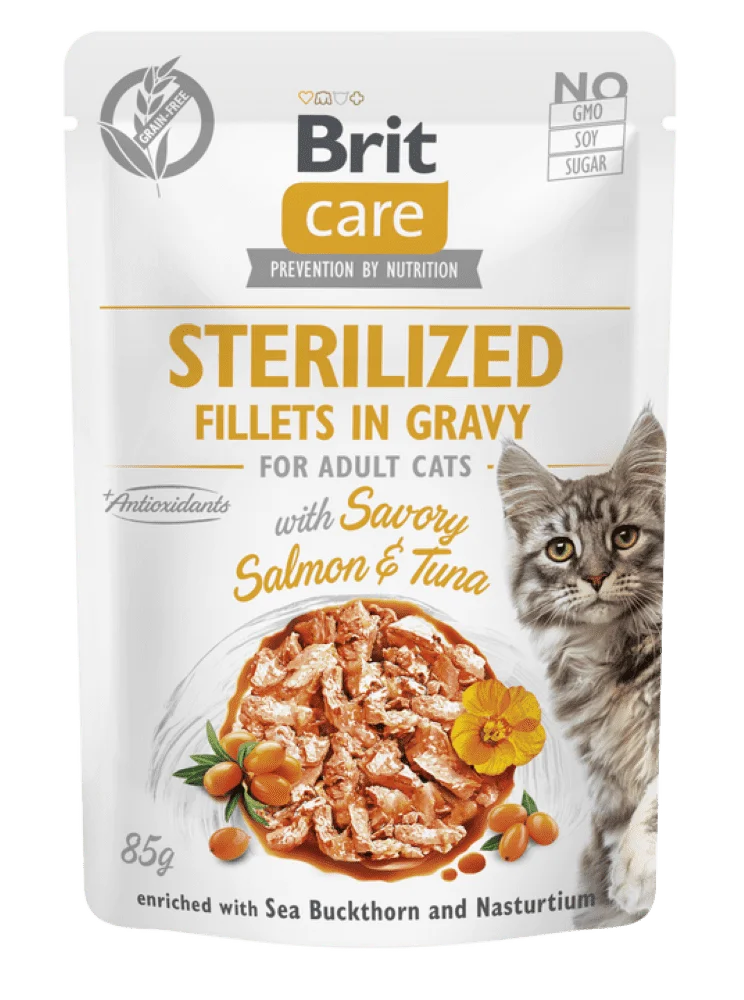 GRAIN-FREE
Brit
care
PREVENTION BY NUTRITION
NO
GMO
SOY
SUGAR
STERILIZED
FILLETS IN GRAVY
FOR ADULT CATS
+Antioxidants
with Savory
Salmon & Tuna
85g
enriched with Sea Buckthorn and Nasturtium